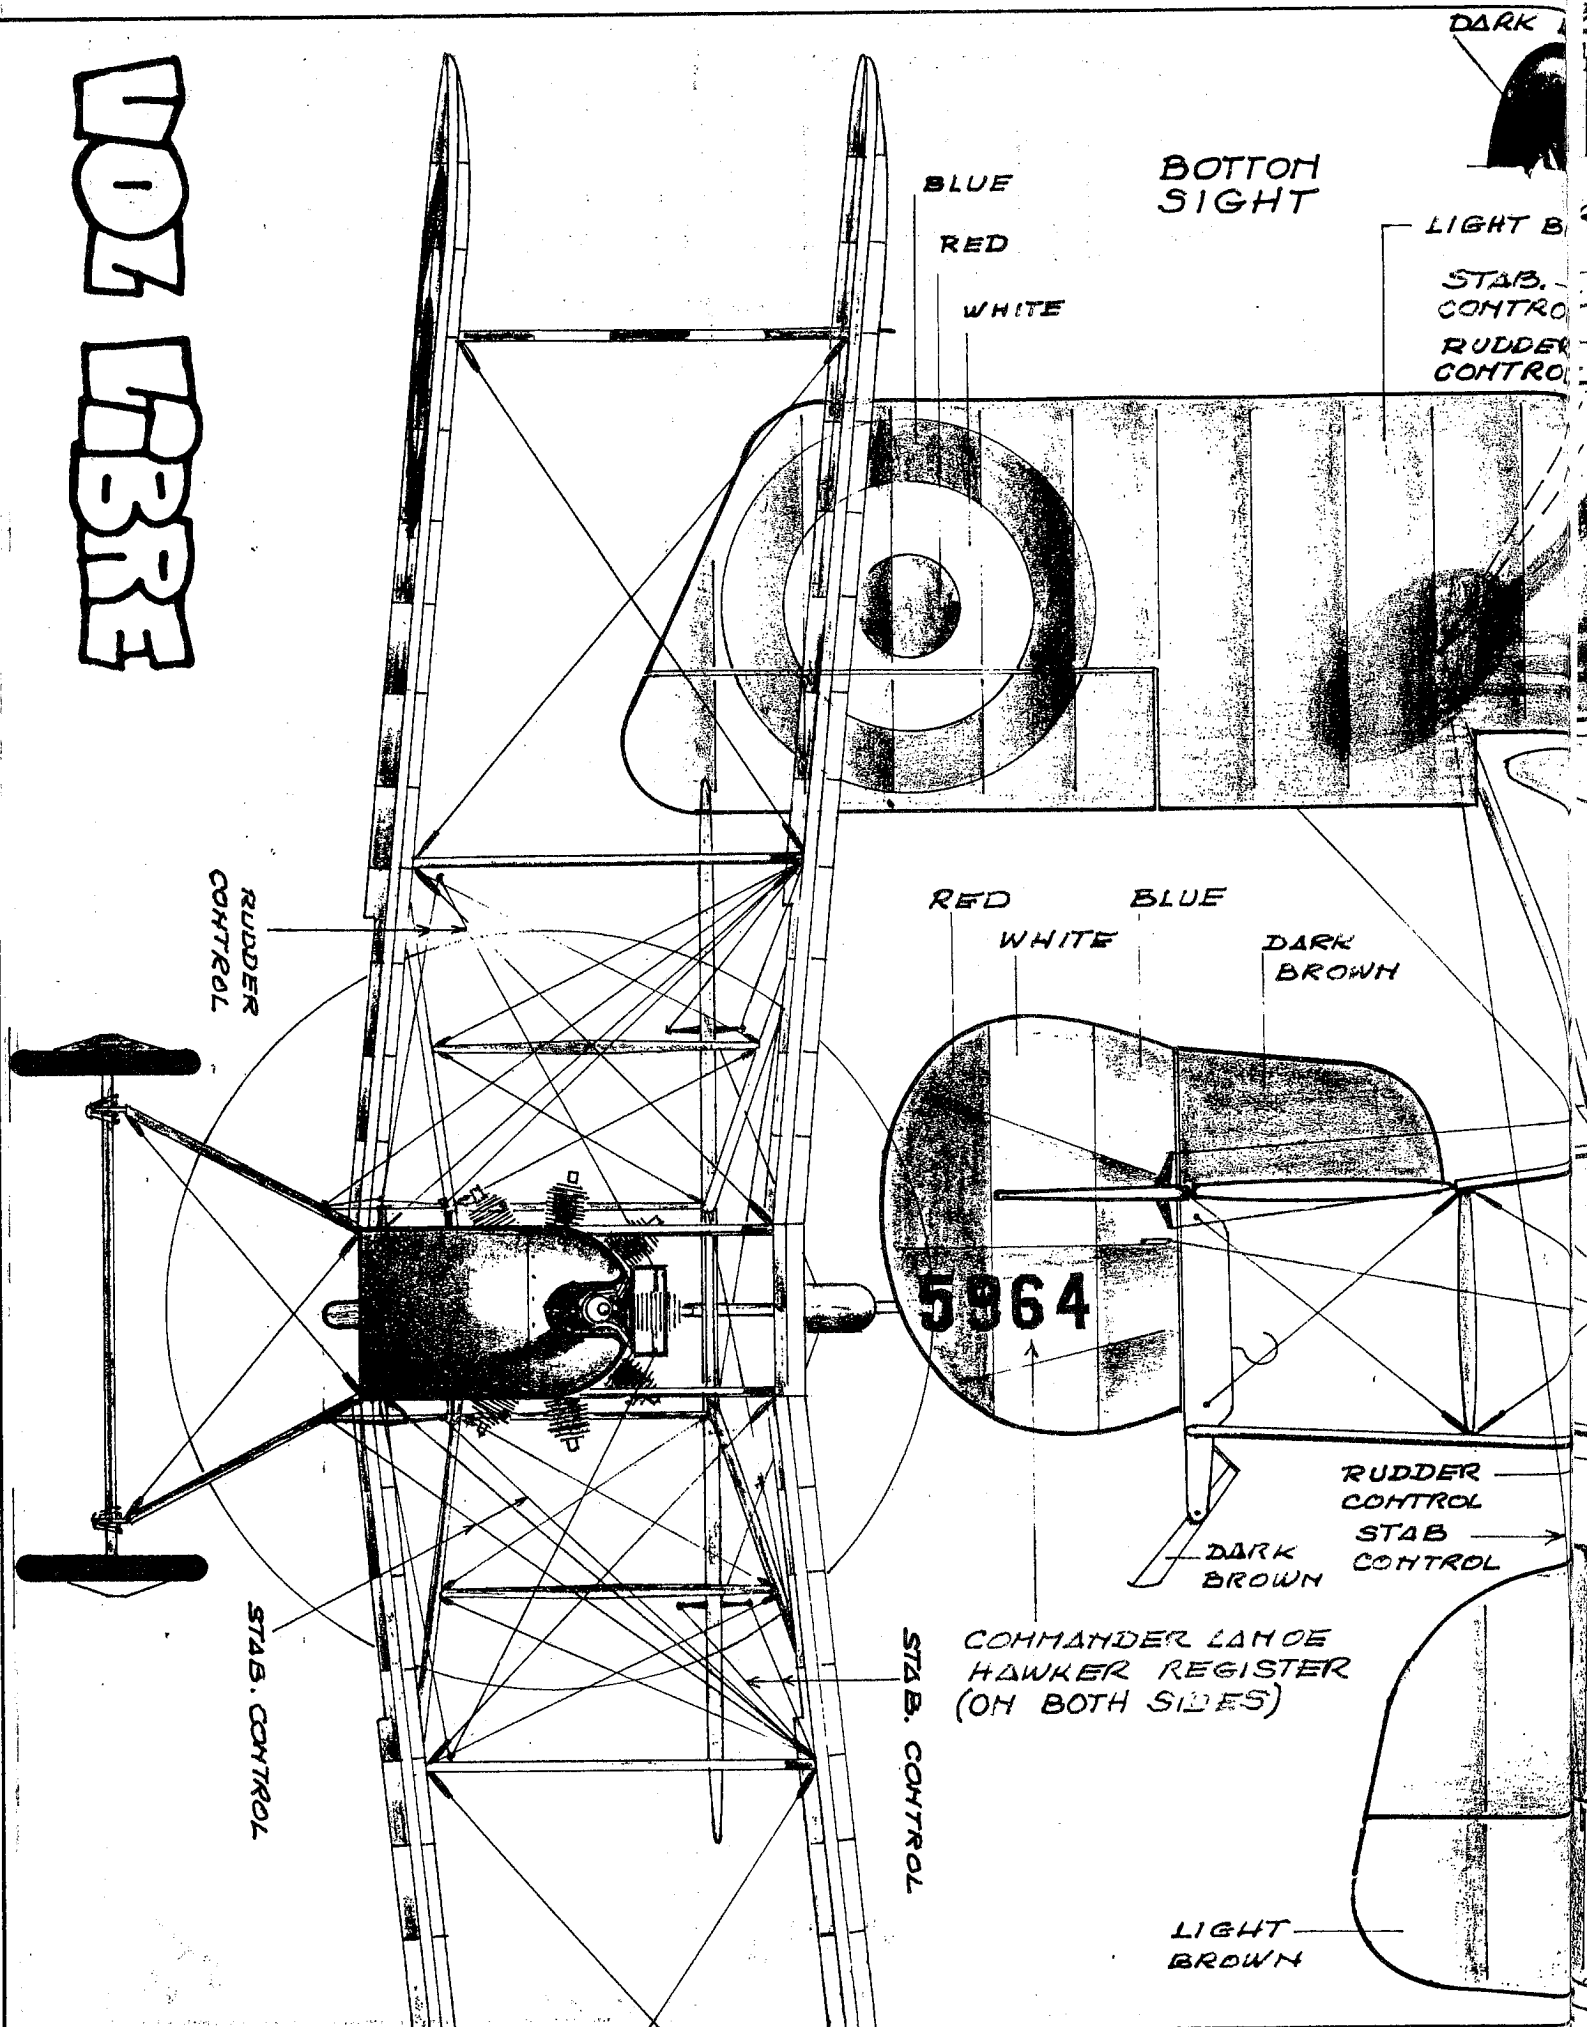 VOL LIBRE
DARK
BOTTOM
SIGHT
BLUE
RED
WHITE
LIGHT B
STAB.
CONTRO
RUDDER
CONTRO
RUDDER
CONTROL
RED
BLUE
WHITE
DARK
BROWN
5964
RUDDER
CONTROL
STAB
CONTROL
DARK
BROWN
COMMANDER LANOE
HAWKER REGISTER
(ON BOTH SIDES)
STAB. CONTROL
STAB. CONTROL
LIGHT
BROWN